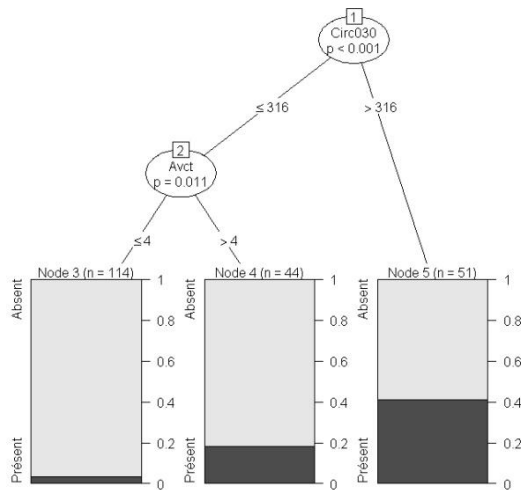 1
Circ030
p < 0.001
≤ 316
> 316
2
Avct
p = 0.011
≤ 4
> 4
Node 3 (n = 114)
Absent
Présent
1
0.8
0.6
0.4
0.2
0
Node 4 (n = 44)
Absent
Présent
1
0.8
0.6
0.4
0.2
0
Node 5 (n = 51)
Absent
Présent
1
0.8
0.6
0.4
0.2
0